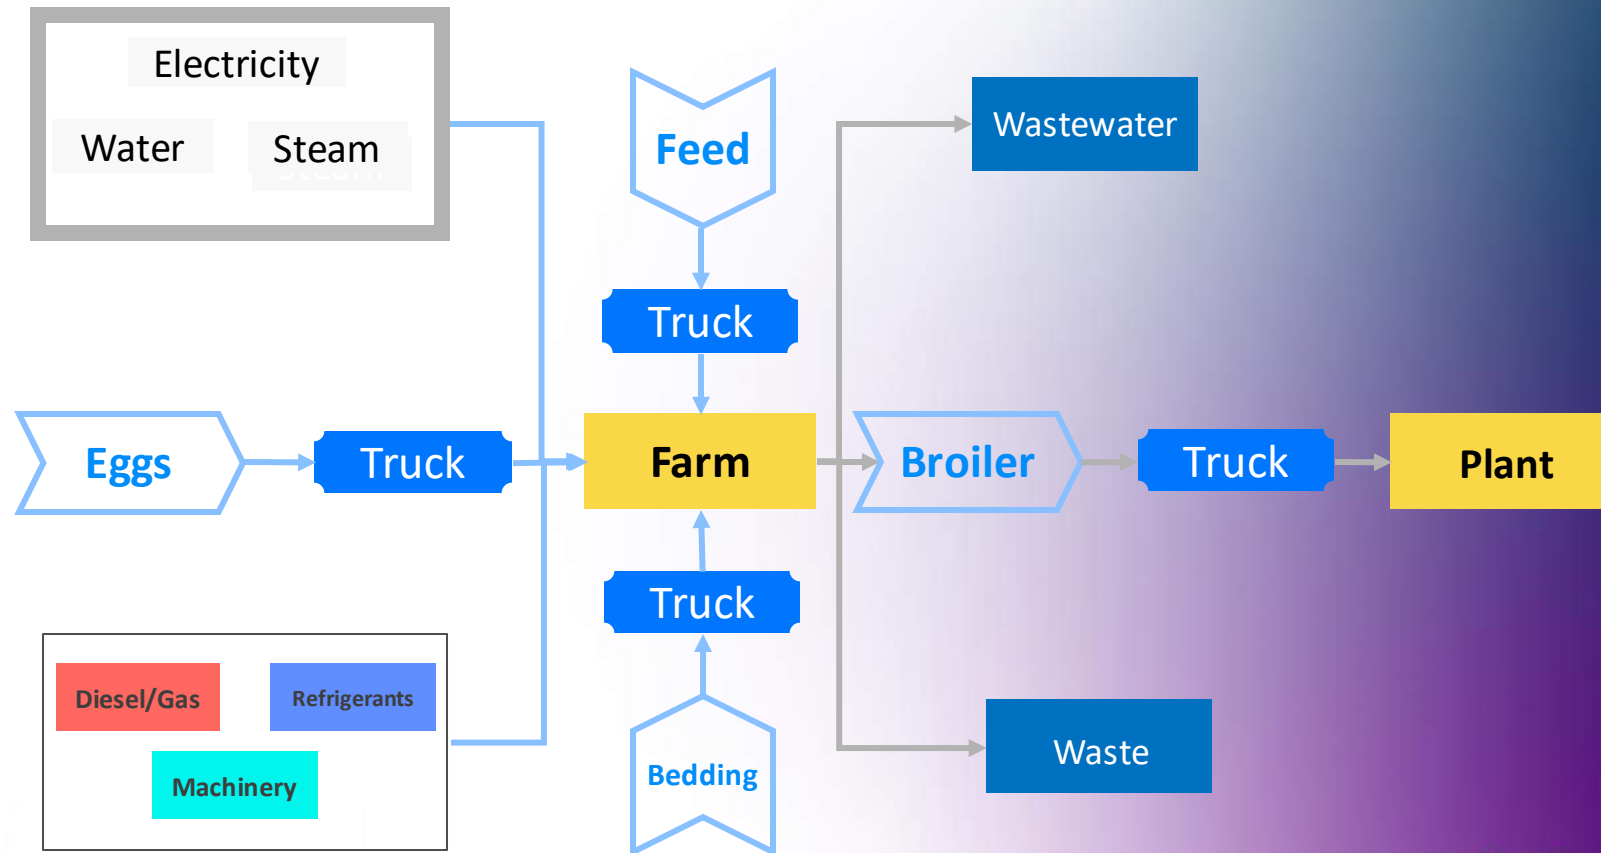 Electricity
Water
Steam
Steam
Feed
Wastewater
Truck
Eggs
Truck
Farm
Broiler
Truck
Plant
Truck
Diesel/Gas
Refrigerants
Machinery
Bedding
Waste